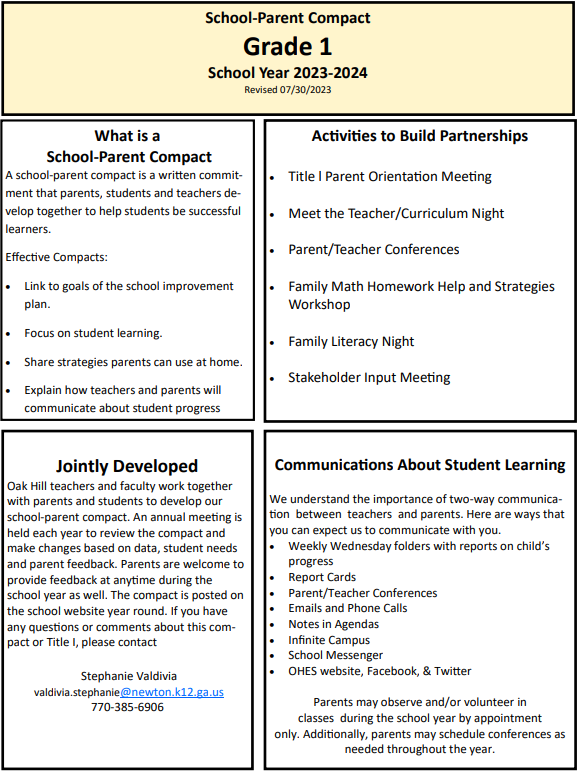 School-Parent Compact
Grade 1
School Year 2023-2024
Revised 07/30/2023
What is a
School-Parent Compact
A school-parent compact is a written commit-
ment that parents, students and teachers de-
velop together to help students be successful
learners.
Effective Compacts:
• Link to goals of the school improvement
plan.
• Focus on student learning.
• Share strategies parents can use at home.
• Explain how teachers and parents will
communicate about student progress
Activities to Build Partnerships
• Title l Parent Orientation Meeting
• Meet the Teacher/Curriculum Night
• Parent/Teacher Conferences
• Family Math Homework Help and Strategies
Workshop
• Family Literacy Night
• Stakeholder Input Meeting
Jointly Developed
Oak Hill teachers and faculty work together
with parents and students to develop our
school-parent compact. An annual meeting is
held each year to review the compact and
make changes based on data, student needs
and parent feedback. Parents are welcome to
provide feedback at anytime during the
school year as well. The compact is posted on
the school website year round. If you have
any questions or comments about this com-
pact or Title I, please contact
Stephanie Valdivia
valdivia.stephanie@newton.k12.ga.us
770-385-6906
Communications About Student Learning
We understand the importance of two-way communica-
tion between teachers and parents. Here are ways that
you can expect us to communicate with you.
• Weekly Wednesday folders with reports on child's
progress
• Report Cards
• Parent/Teacher Conferences
• Emails and Phone Calls
• Notes in Agendas
• Infinite Campus
• School Messenger
• OHES website, Facebook, & Twitter
Parents may observe and/or volunteer in
classes during the school year by appointment
only. Additionally, parents may schedule conferences as
needed throughout the year.